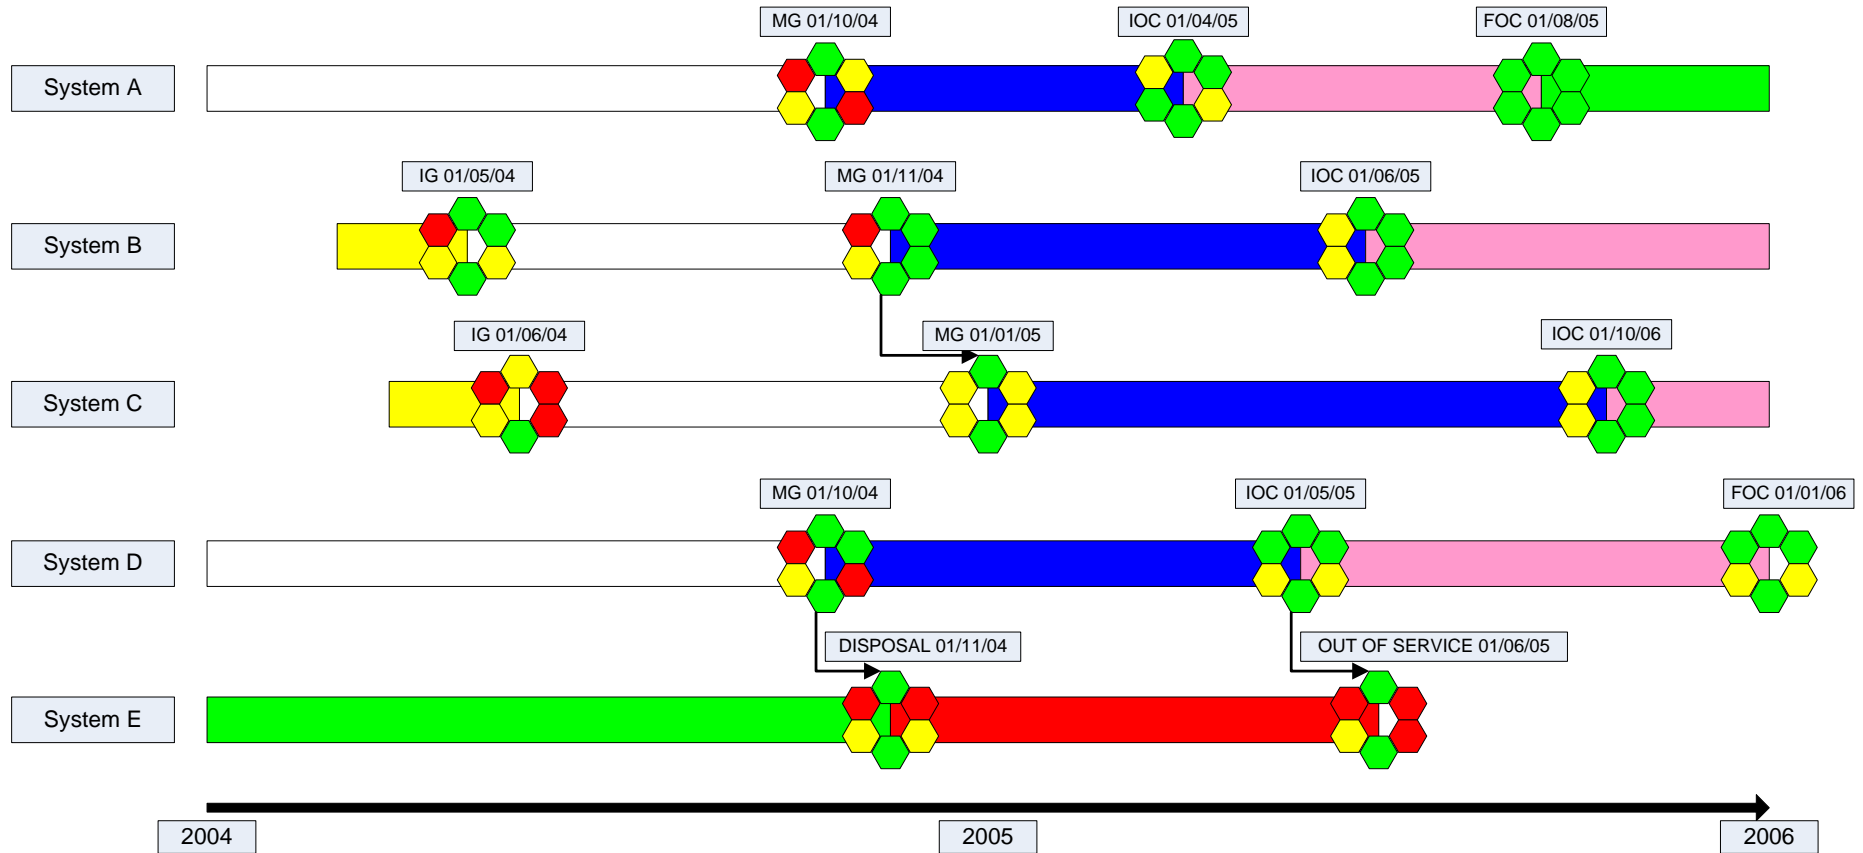 MG 01/10/04
IOC 01/04/05
FOC 01/08/05
System A
IG 01/05/04
MG 01/11/04
IOC 01/06/05
System B
IG 01/06/04
MG 01/01/05
IOC 01/10/06
System C
MG 01/10/04
IOC 01/05/05
FOC 01/01/06
System D
DISPOSAL 01/11/04
OUT OF SERVICE 01/06/05
System E
2004
2005
2006